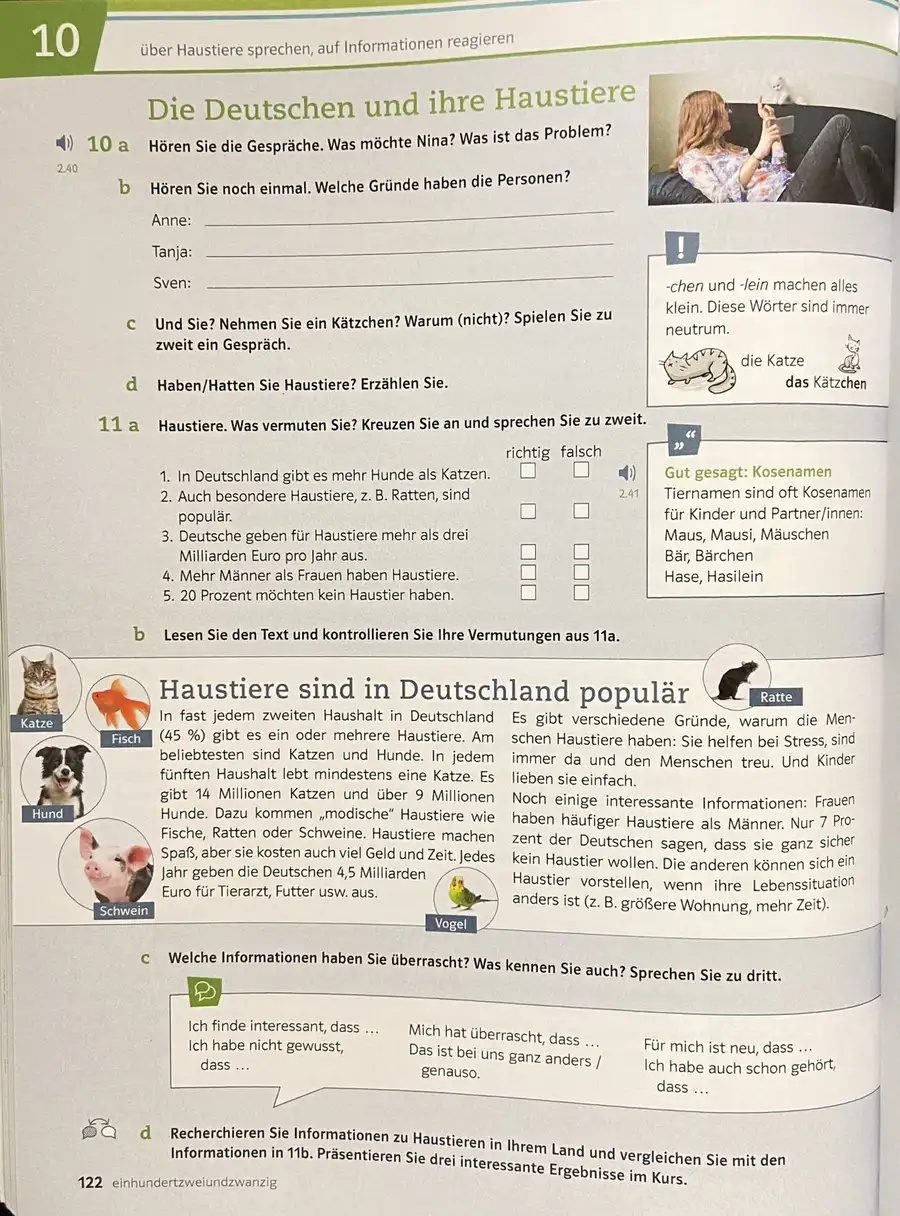 10
über Haustiere sprechen, auf Informationen reagieren
Die Deutschen und ihre Haustiere
2.40
10 a Hören Sie die Gespräche. Was möchte Nina? Was ist das Problem?
b Hören Sie noch einmal. Welche Gründe haben die Personen?
Anne:
Tanja:
Sven:
c Und Sie? Nehmen Sie ein Kätzchen? Warum (nicht)? Spielen Sie zu
zweit ein Gespräch.
d Haben/Hatten Sie Haustiere? Erzählen Sie.
!
-chen und -lein machen alles
klein. Diese Wörter sind immer
neutrum.
die Katze
das Kätzchen
11 a Haustiere. Was vermuten Sie? Kreuzen Sie an und sprechen Sie zu zweit.
richtig falsch
1. In Deutschland gibt es mehr Hunde als Katzen.
2. Auch besondere Haustiere, z. B. Ratten, sind
populär.
3. Deutsche geben für Haustiere mehr als drei
Milliarden Euro pro Jahr aus.
4. Mehr Männer als Frauen haben Haustiere.
5. 20 Prozent möchten kein Haustier haben.
2.41
„ “
Gut gesagt: Kosenamen
Tiernamen sind oft Kosenamen
für Kinder und Partner/innen:
Maus, Mausi, Mäuschen
Bär, Bärchen
Hase, Hasilein
b Lesen Sie den Text und kontrollieren Sie Ihre Vermutungen aus 11a.
Haustiere sind in Deutschland populär
Katze
Fisch
Hund
Schwein
Vogel
Ratte
In fast jedem zweiten Haushalt in Deutschland
(45 %) gibt es ein oder mehrere Haustiere. Am
beliebtesten sind Katzen und Hunde. In jedem
fünften Haushalt lebt mindestens eine Katze. Es
gibt 14 Millionen Katzen und über 9 Millionen
Hunde. Dazu kommen „modische“ Haustiere wie
Fische, Ratten oder Schweine. Haustiere machen
Spaß, aber sie kosten auch viel Geld und Zeit. Jedes
Jahr geben die Deutschen 4,5 Milliarden
Euro für Tierarzt, Futter usw. aus.
Es gibt verschiedene Gründe, warum die Men-
schen Haustiere haben: Sie helfen bei Stress, sind
immer da und den Menschen treu. Und Kinder
lieben sie einfach.
Noch einige interessante Informationen: Frauen
haben häufiger Haustiere als Männer. Nur 7 Pro-
zent der Deutschen sagen, dass sie ganz sicher
kein Haustier wollen. Die anderen können sich ein
Haustier vorstellen, wenn ihre Lebenssituation
anders ist (z. B. größere Wohnung, mehr Zeit).
c Welche Informationen haben Sie überrascht? Was kennen Sie auch? Sprechen Sie zu dritt.
Ich finde interessant, dass ...
Ich habe nicht gewusst,
dass ...
Mich hat überrascht, dass ...
Das ist bei uns ganz anders /
genauso.
Für mich ist neu, dass ...
Ich habe auch schon gehört,
dass ...
d Recherchieren Sie Informationen zu Haustieren in Ihrem Land und vergleichen Sie mit den
Informationen in 11b. Präsentieren Sie drei interessante Ergebnisse im Kurs.
122 einhundertzweiundzwanzig